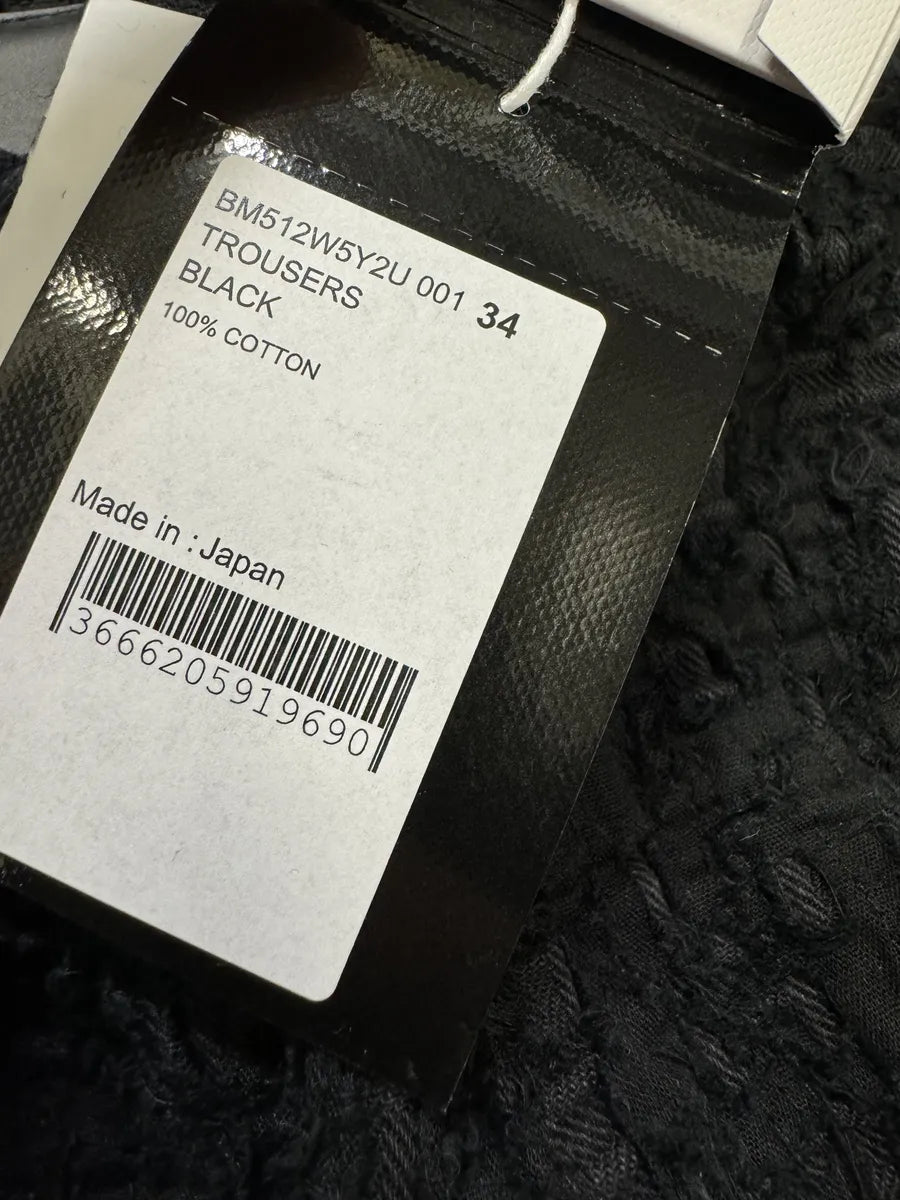 BM512W5Y2U 001 34
TROUSERS
BLACK
100% COTTON
Made in : Japan
3666205919690